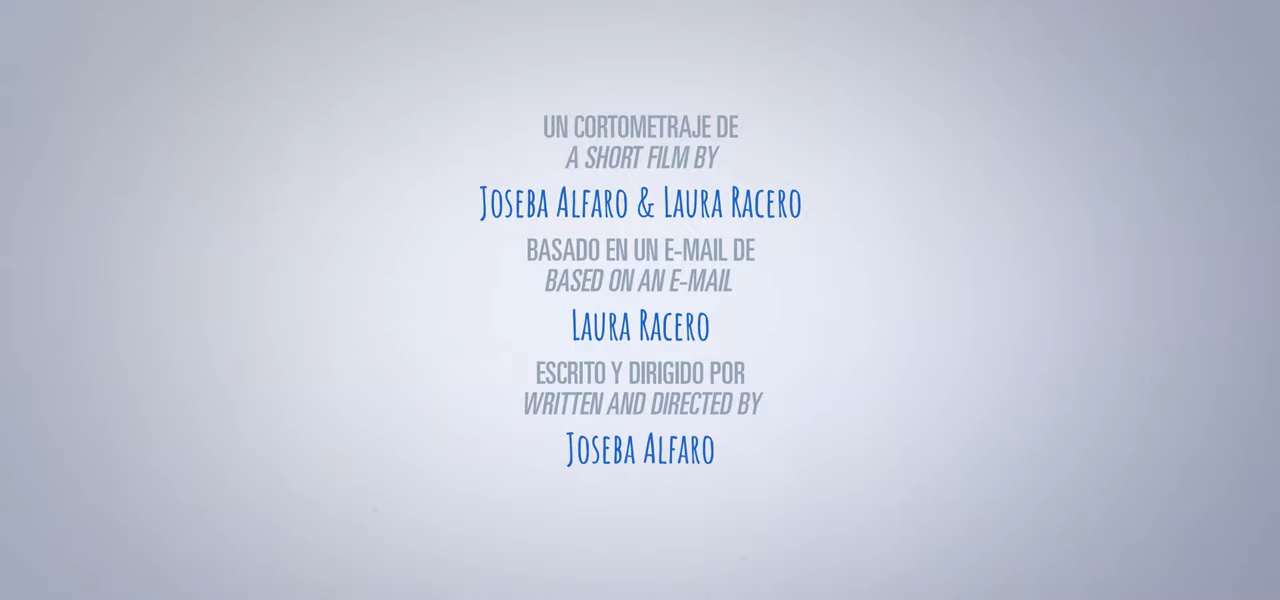 UN CORTOMETRAJE DE
A SHORT FILM BY
JOSEBA ALFARO & LAURA RACERO
BASADO EN UN E-MAIL DE
BASED ON AN E-MAIL
LAURA RACERO
ESCRITO Y DIRIGIDO POR
WRITTEN AND DIRECTED BY
JOSEBA ALFARO